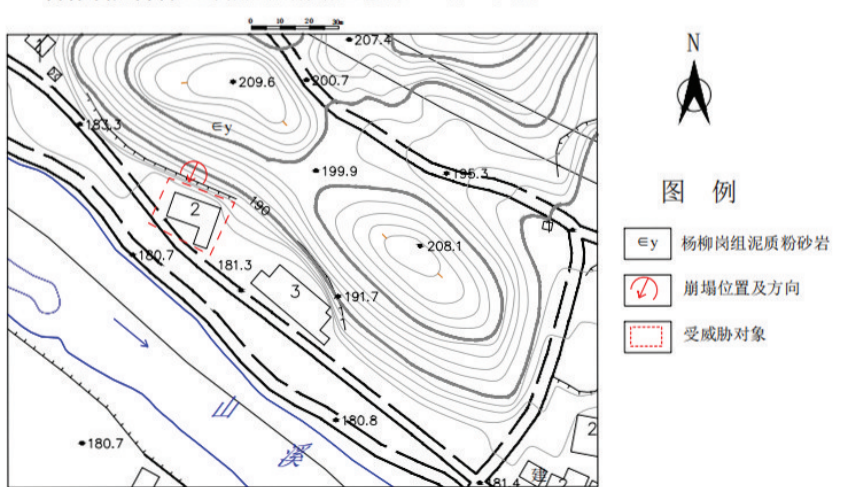 0 10 20 30m
207.4
209.6
200.7
183.3
∈y
199.9
195.3
190
2
208.1
180.7
181.3
3
191.7
山
溪
180.8
180.7
2
建
181.4
N
图 例
∈y 杨柳岗组泥质粉砂岩
崩塌位置及方向
受威胁对象